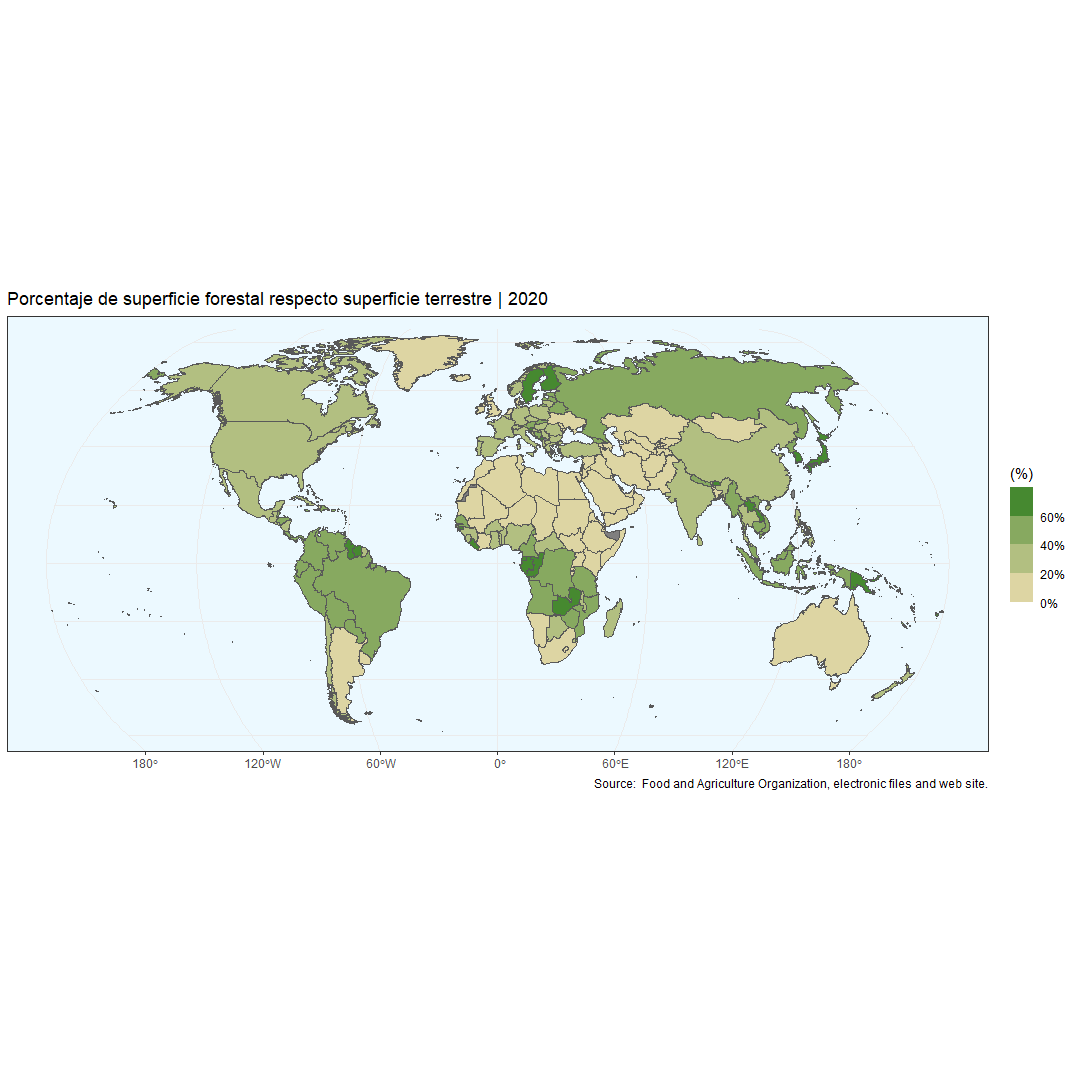 Porcentaje de superficie forestal respecto superficie terrestre | 2020
(%)
60%
40%
20%
0%
180° 120°W 60°W 0° 60°E 120°E 180°
Source:  Food and Agriculture Organization, electronic files and web site.